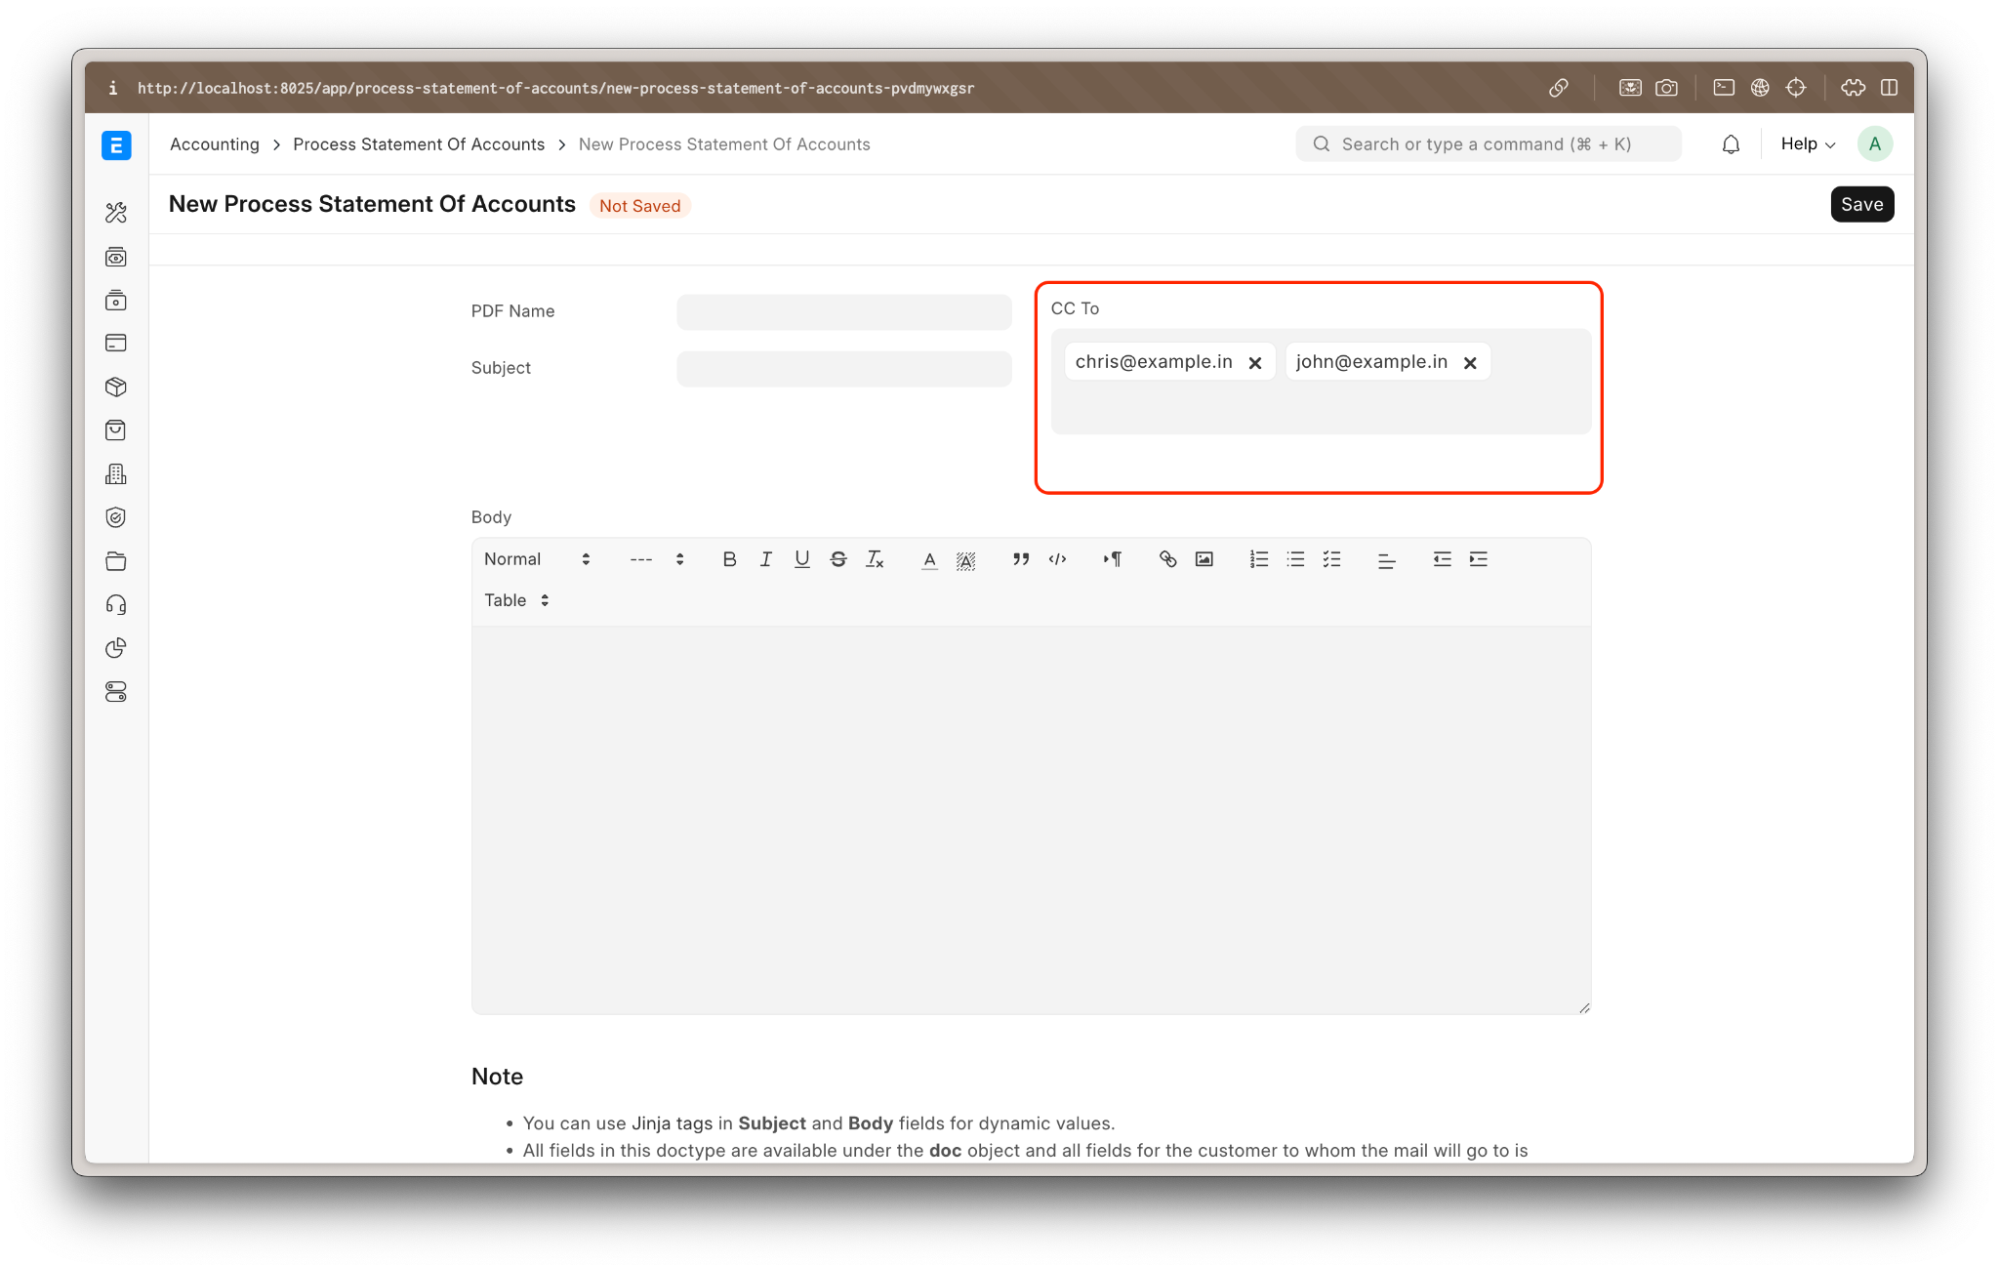 http://localhost:8025/app/process-statement-of-accounts/new-process-statement-of-accounts-pvdmywxgsr
E
Accounting > Process Statement Of Accounts > New Process Statement Of Accounts
Search or type a command (⌘ + K)
Help
A
New Process Statement Of Accounts
Not Saved
Save
PDF Name
Subject
CC To
chris@example.in
john@example.in
Body
Normal
---
Table
Note
• You can use Jinja tags in Subject and Body fields for dynamic values.
• All fields in this doctype are available under the doc object and all fields for the customer to whom the mail will go to is